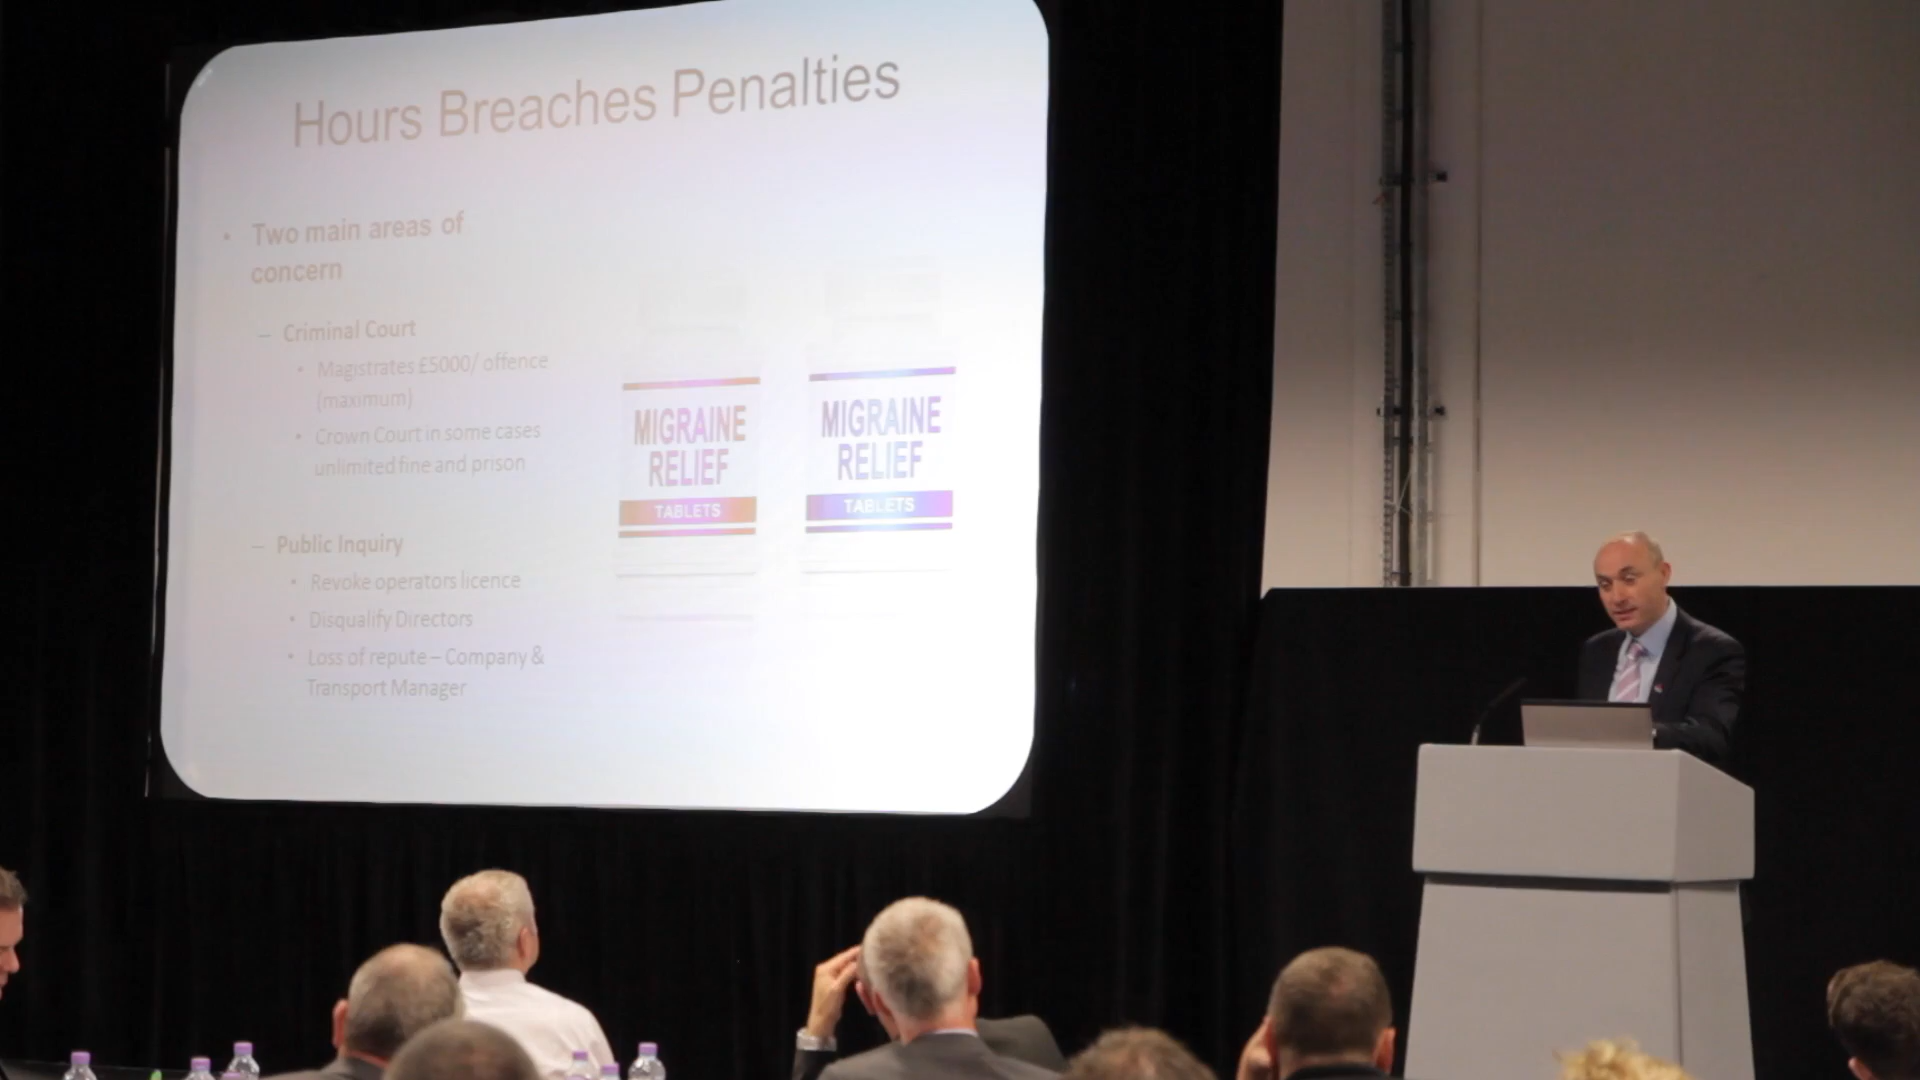 Hours Breaches Penalties
• Two main areas of
concern
– Criminal Court
• Magistrates £5000/ offence
(maximum)
• Crown Court in some cases
unlimited fine and prison
– Public Inquiry
• Revoke operators licence
• Disqualify Directors
• Loss of repute – Company &
Transport Manager
MIGRAINE
RELIEF
TABLETS
MIGRAINE
RELIEF
TABLETS